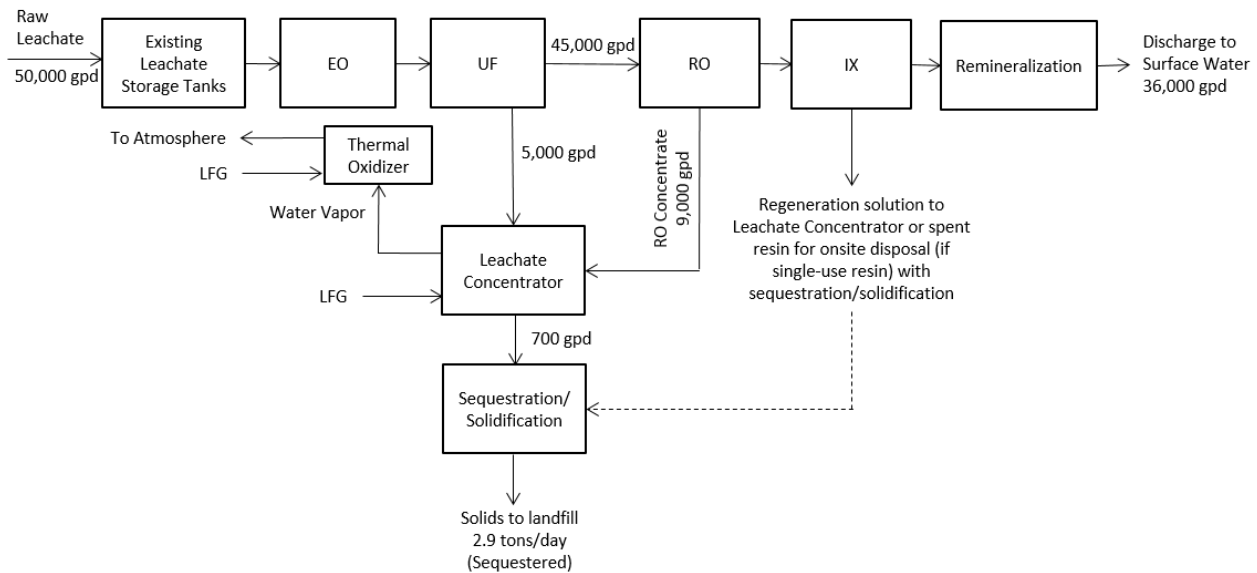 Raw
Leachate
50,000 gpd
Existing
Leachate
Storage Tanks
EO
UF
45,000 gpd
RO
IX
Remineralization
Discharge to
Surface Water
36,000 gpd
To Atmosphere
Thermal
Oxidizer
LFG
Water Vapor
5,000 gpd
RO Concentrate
9,000 gpd
Regeneration solution to
Leachate Concentrator or spent
resin for onsite disposal (if
single-use resin) with
sequestration/solidification
Leachate
Concentrator
LFG
700 gpd
Sequestration/
Solidification
Solids to landfill
2.9 tons/day
(Sequestered)